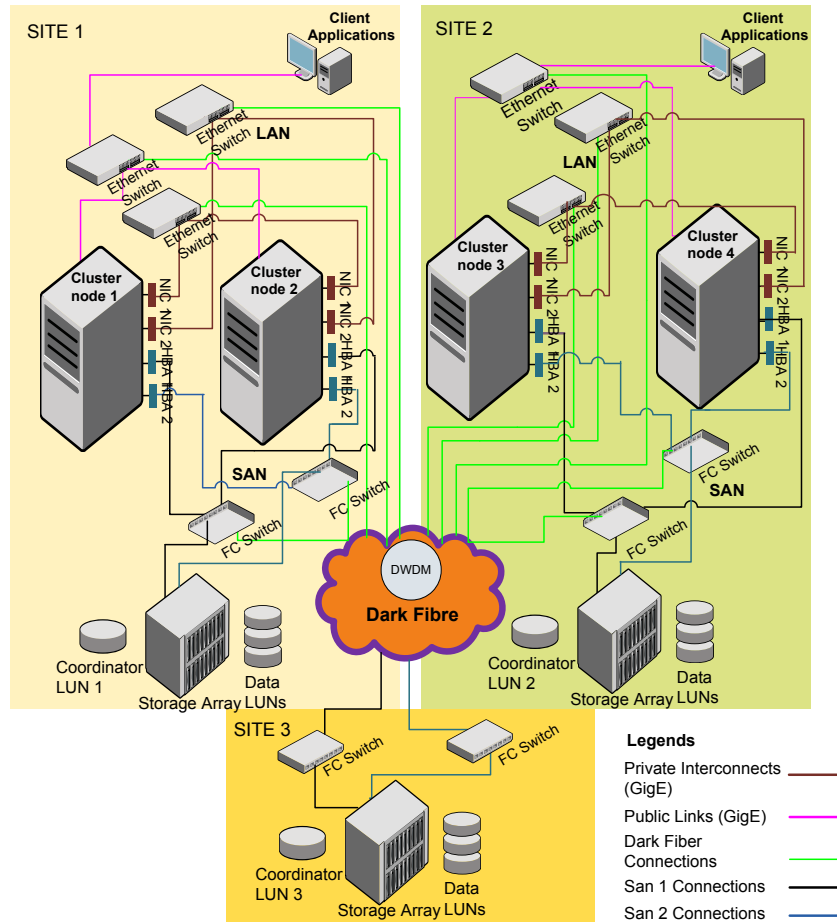 SITE 1
Client
Applications
Ethernet
Switch
LAN
Ethernet
Switch
Ethernet
Switch
Cluster
node 1
NIC 1
NIC 2
HBA 1
HBA 2
Cluster
node 2
NIC 1
NIC 2
HBA 1
HBA 2
SAN
FC Switch
FC Switch
Coordinator
LUN 1
Storage Array
Data
LUNs
SITE 2
Client
Applications
Ethernet
Switch
Ethernet
Switch
LAN
Ethernet
Switch
Cluster
node 3
NIC 1
NIC 2
HBA 1
HBA 2
Cluster
node 4
NIC 1
NIC 2
HBA 1
HBA 2
FC Switch
SAN
FC Switch
Coordinator
LUN 2
Storage Array
Data
LUNs
DWDM
Dark Fibre
SITE 3
FC Switch
FC Switch
Coordinator
LUN 3
Storage Array
Data
LUNs
Legends
Private Interconnects
(GigE)
Public Links (GigE)
Dark Fiber
Connections
San 1 Connections
San 2 Connections